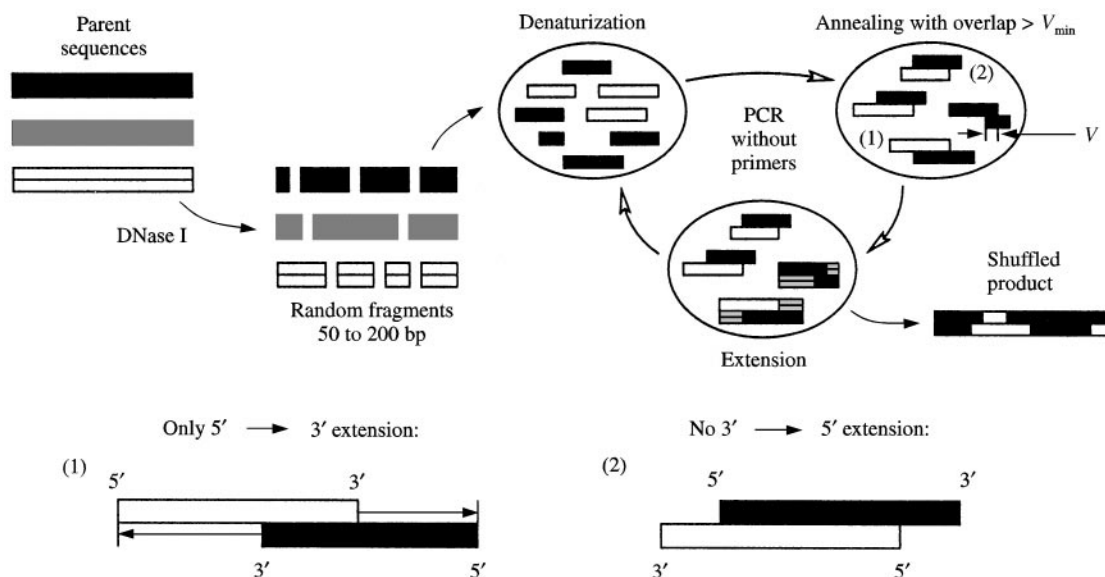 Parent
sequences
DNase I
Random fragments
50 to 200 bp
Denaturization
PCR
without
primers
Annealing with overlap > Vmin
(2)
(1)
V
Extension
Shuffled
product
Only 5′ → 3′ extension:
(1)
5′ 3′
3′ 5′
No 3′ → 5′ extension:
(2)
5′ 3′
3′ 5′